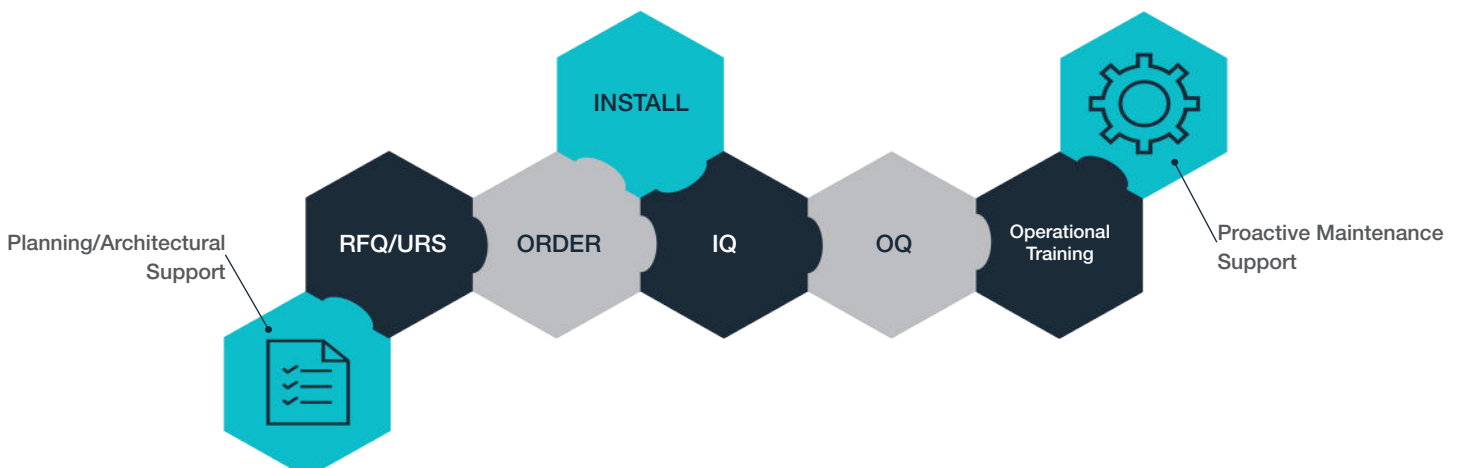 INSTALL
Planning/Architectural
Support
RFQ/URS
ORDER
IQ
OQ
Operational
Training
Proactive Maintenance
Support